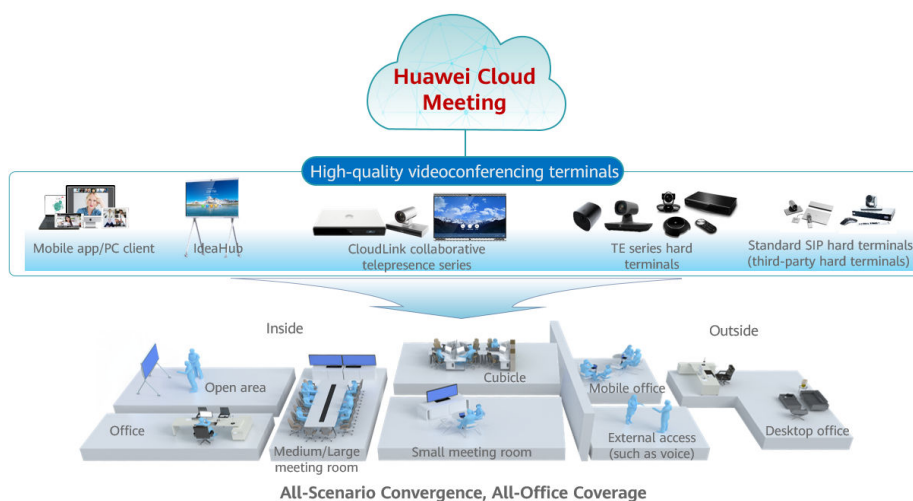 Huawei Cloud
Meeting
High-quality videoconferencing terminals
Mobile app/PC client
IdeaHub
CloudLink collaborative
telepresence series
TE series hard
terminals
Standard SIP hard terminals
(third-party hard terminals)
Inside
Outside
Open area
Office
Medium/Large
meeting room
Cubicle
Small meeting room
Mobile office
External access
(such as voice)
Desktop office
All-Scenario Convergence, All-Office Coverage